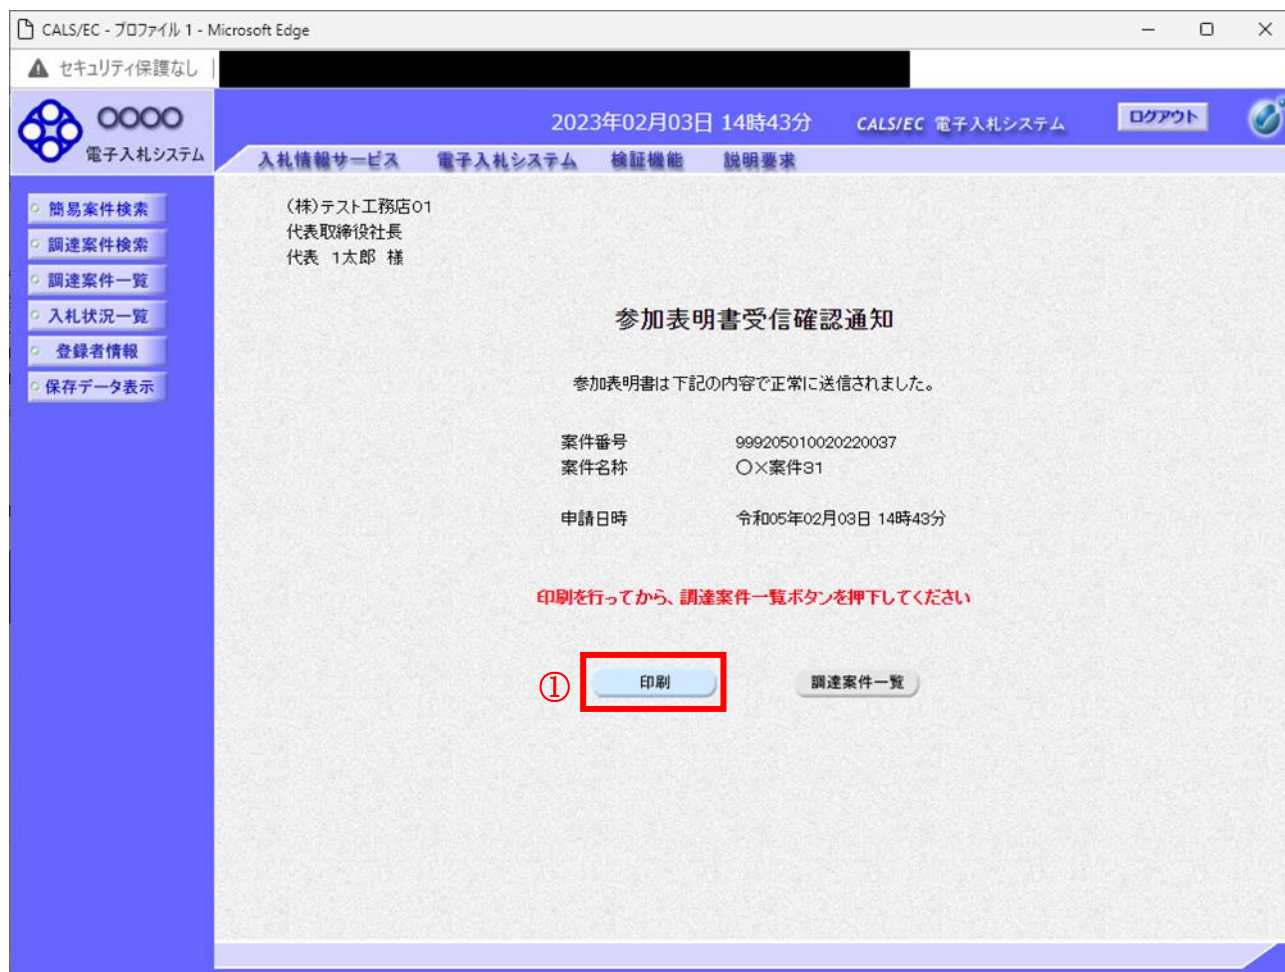 CALS/EC - プロファイル 1 - Microsoft Edge
セキュリティ保護なし
○○○○
電子入札システム
2023年02月03日 14時43分
CALS/EC 電子入札システム
ログアウト
入札情報サービス 電子入札システム 検証機能 説明要求
簡易案件検索
調達案件検索
調達案件一覧
入札状況一覧
登録者情報
保存データ表示
(株)テスト工務店01
代表取締役社長
代表 1太郎 様
参加表明書受信確認通知
参加表明書は下記の内容で正常に送信されました。
案件番号 999205010020220037
案件名称 ○×案件31
申請日時 令和05年02月03日 14時43分
印刷を行ってから、調達案件一覧ボタンを押下してください
① 印刷 調達案件一覧